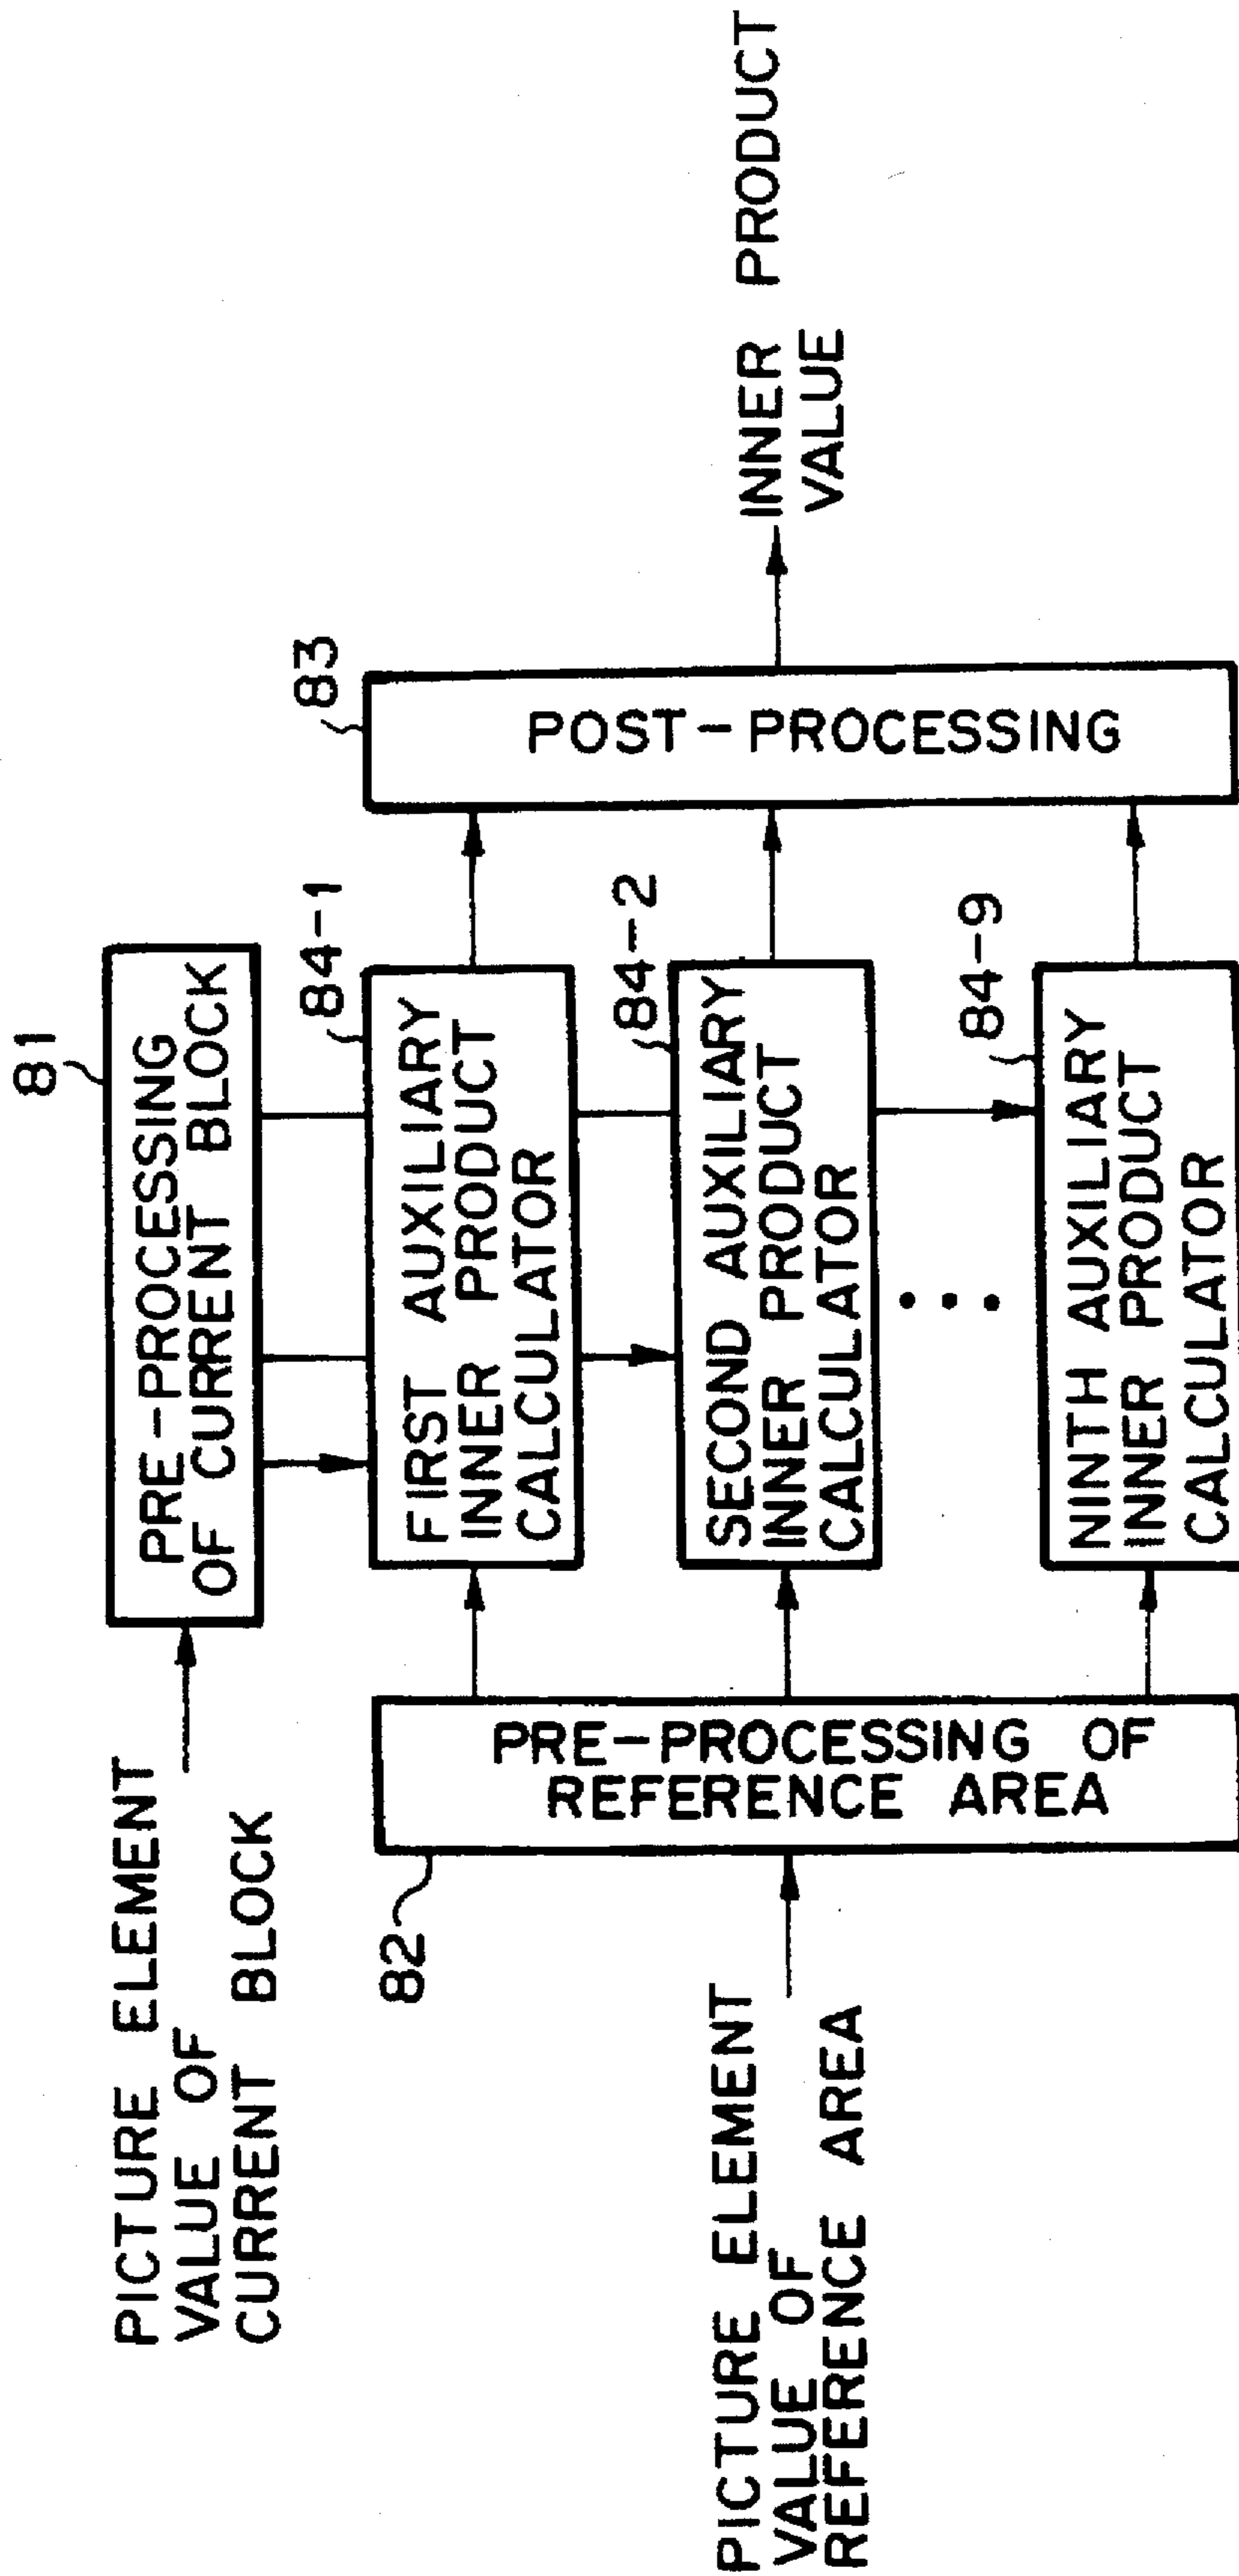 81
PRE-PROCESSING
OF CURRENT BLOCK
PICTURE ELEMENT
VALUE OF
CURRENT BLOCK
84-1
FIRST AUXILIARY
INNER PRODUCT
CALCULATOR
83
POST-PROCESSING
INNER PRODUCT
VALUE
82
PRE-PROCESSING OF
REFERENCE AREA
84-2
SECOND AUXILIARY
INNER PRODUCT
CALCULATOR
PICTURE ELEMENT
VALUE OF
REFERENCE AREA
84-9
NINTH AUXILIARY
INNER PRODUCT
CALCULATOR